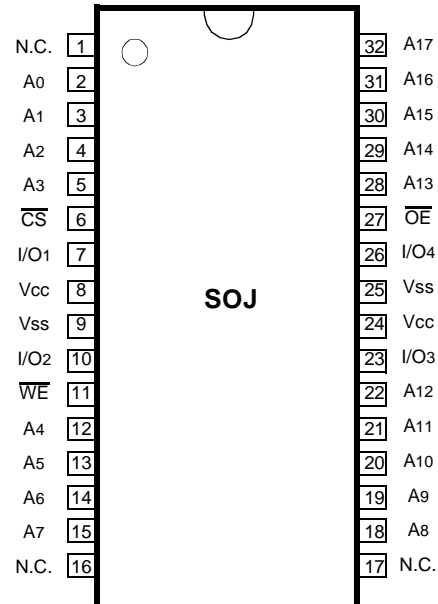 N.C. 1 32 A17
A0 2 31 A16
A1 3 30 A15
A2 4 29 A14
A3 5 28 A13
C̅S̅ 6 27 O̅E̅
I/O1 7 26 I/O4
Vcc 8 25 Vss
SOJ
Vss 9 24 Vcc
I/O2 10 23 I/O3
W̅E̅ 11 22 A12
A4 12 21 A11
A5 13 20 A10
A6 14 19 A9
A7 15 18 A8
N.C. 16 17 N.C.